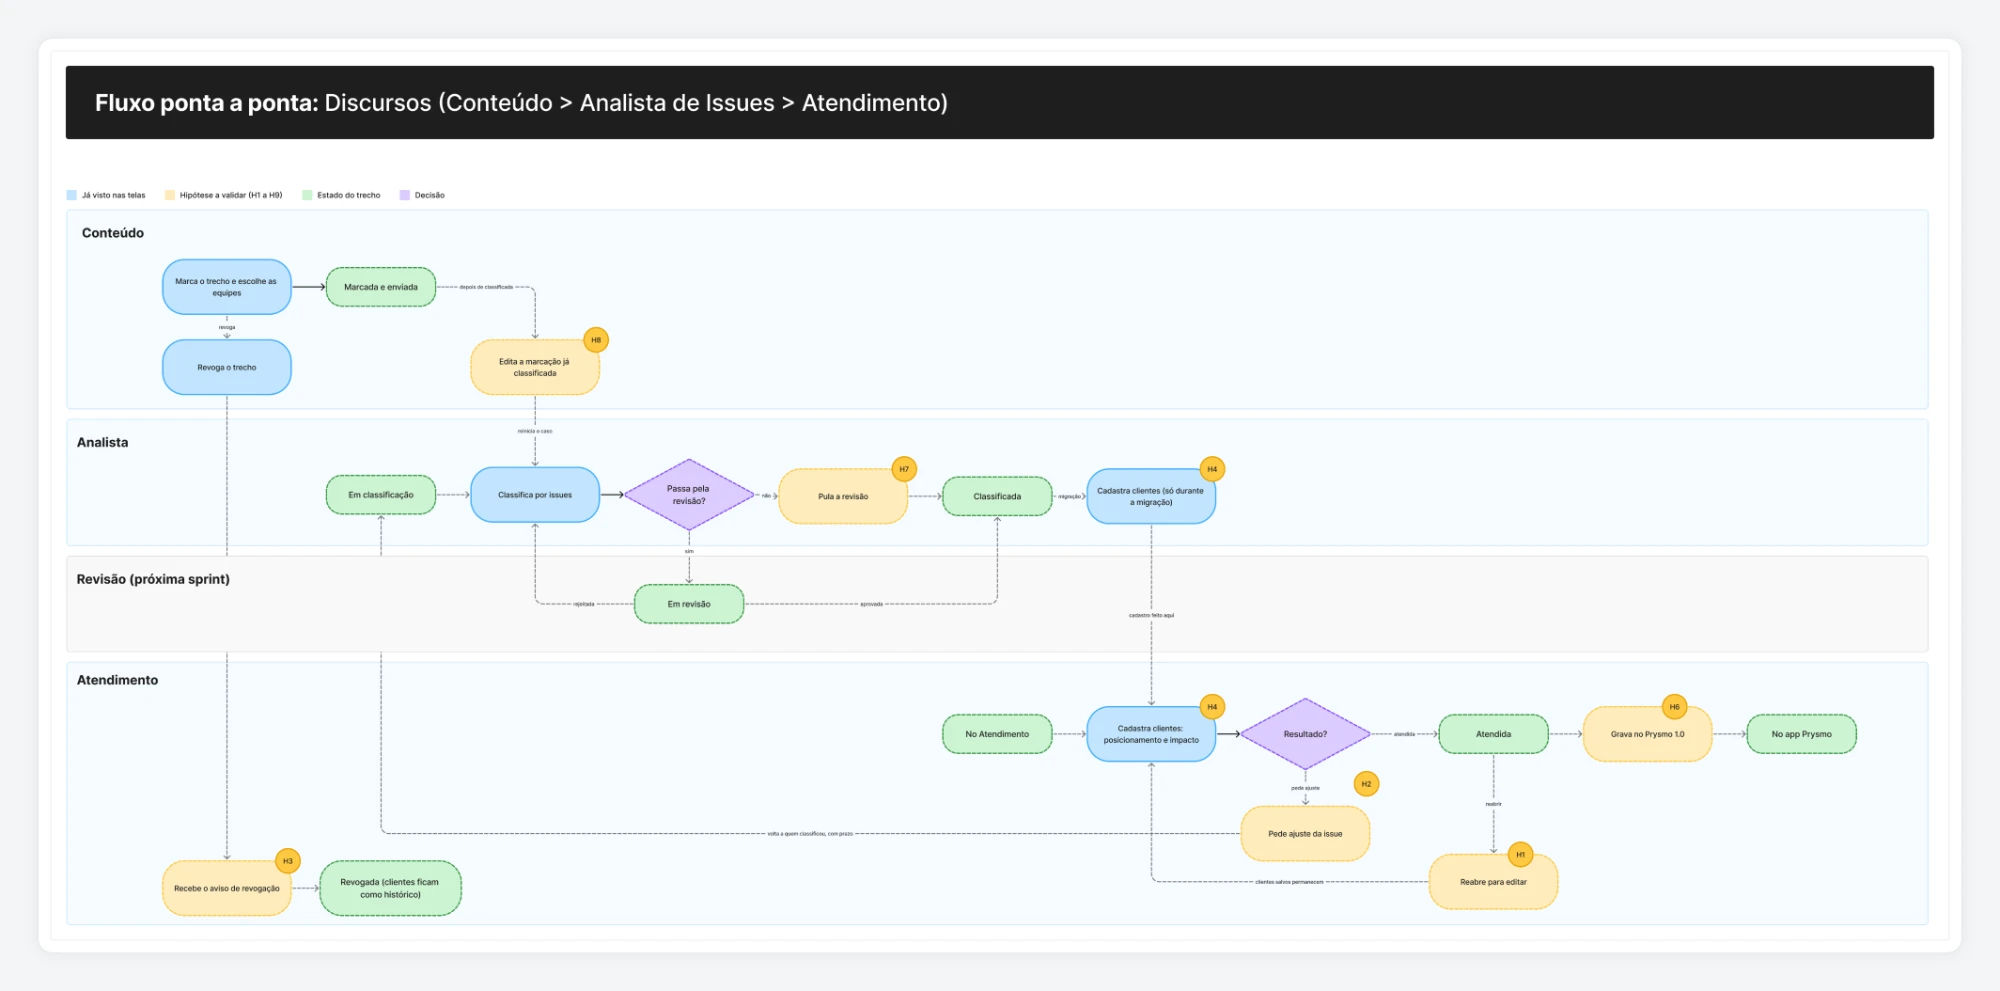 Fluxo ponta a ponta: Discursos (Conteúdo > Analista de Issues > Atendimento)
Já visto nas telas
Hipótese a validar (H1 a H9)
Estado do trecho
Decisão
Conteúdo
Marca o trecho e escolhe as
equipes
Marcada e enviada
depois de classificada
revoga
Revoga o trecho
H8
Edita a marcação já
classificada
reinicia o caso
Analista
Em classificação
Classifica por issues
Passa pela
revisão?
não
H7
Pula a revisão
Classificada
migração
H4
Cadastra clientes (só durante
a migração)
sim
Revisão (próxima sprint)
rejeitada
Em revisão
aprovada
cadastro feito aqui
Atendimento
No Atendimento
H4
Cadastra clientes:
posicionamento e impacto
Resultado?
atendida
Atendida
H6
Grava no Prysmo 1.0
No app Prysmo
pede ajuste
H2
Pede ajuste da issue
volta a quem classificou, com prazo
reabrir
H1
Reabre para editar
clientes salvos permanecem
H3
Recebe o aviso de revogação
Revogada (clientes ficam
como histórico)